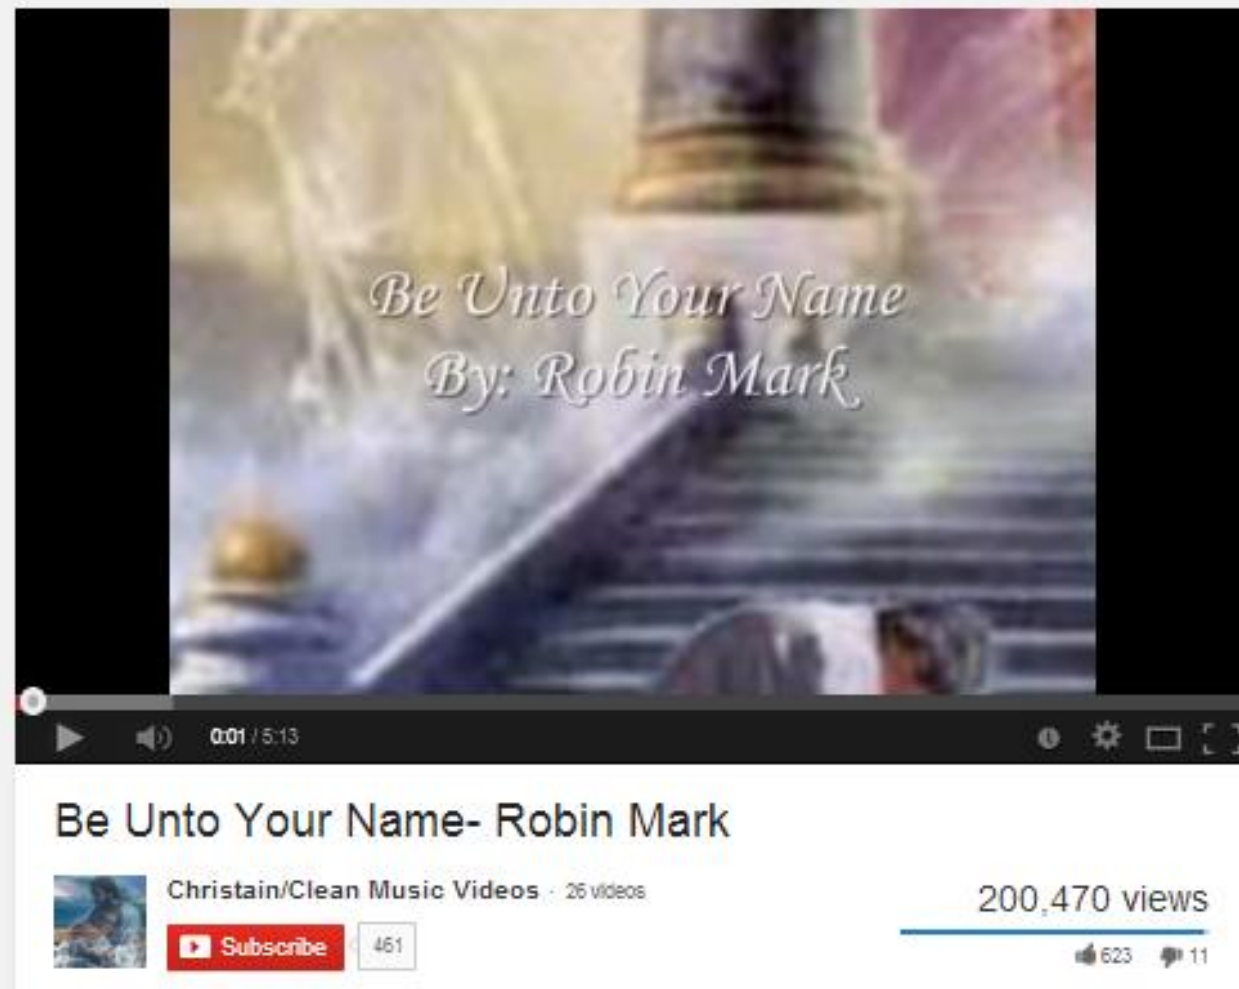 Be Unto Your Name
By: Robin Mark
0:01 / 5:13
Be Unto Your Name- Robin Mark
Christain/Clean Music Videos · 26 videos
Subscribe 461
200,470 views
623 11